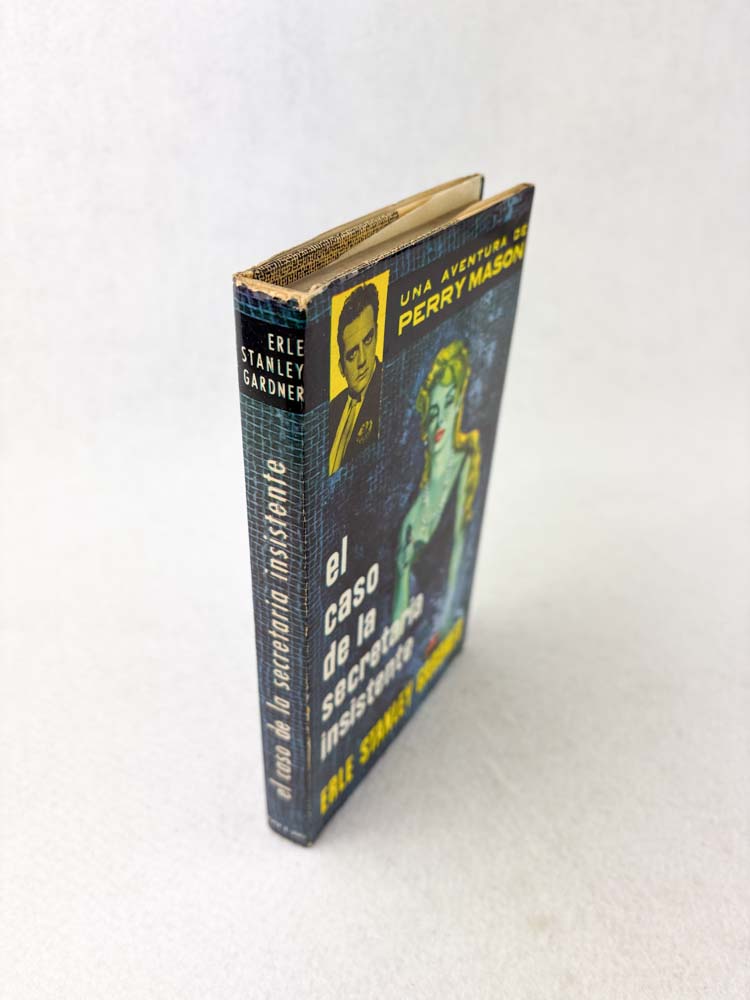 ERLE
STANLEY
GARDNER
el caso de la secretaria insistente
UNA AVENTURA DE
PERRY MASON
el
caso
de la
secretaria
insistente
ERLE STANLEY GARDNER